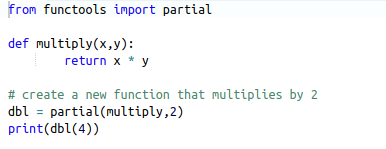 from functools import partial

def multiply(x,y):
        return x * y

# create a new function that multiplies by 2
dbl = partial(multiply,2)
print(dbl(4))